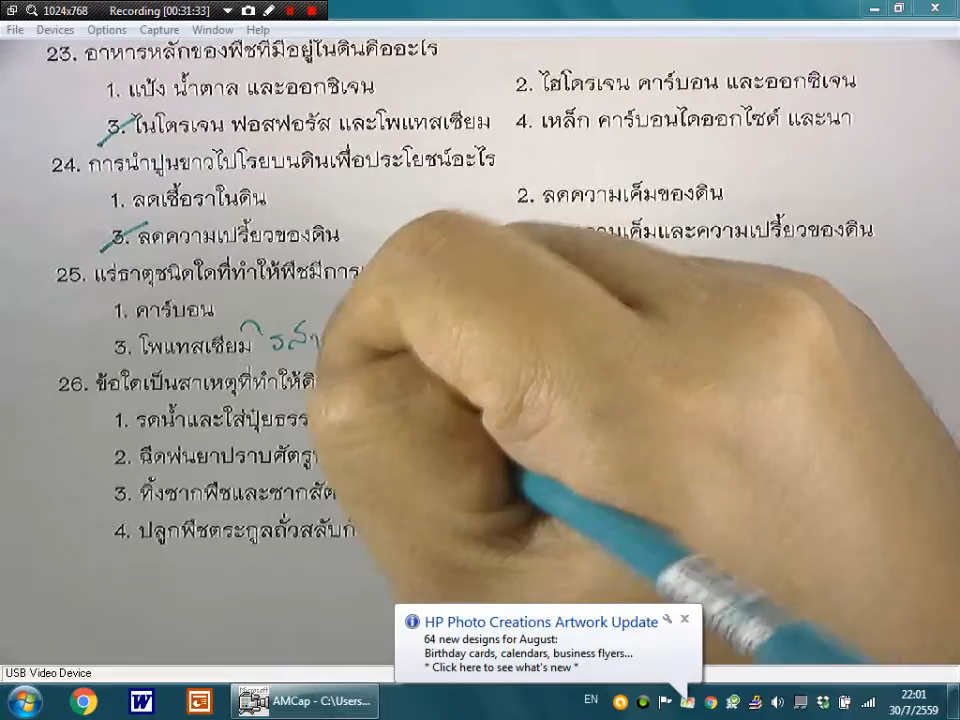 1024x768 Recording [00:31:33]
File Devices Options Capture Window Help
23. อาหารหลักของพืชที่มีอยู่ในดินคืออะไร
1. แป้ง น้ำตาล และออกซิเจน 2. ไฮโดรเจน คาร์บอน และออกซิเจน
3. ไนโตรเจน ฟอสฟอรัส และโพแทสเซียม 4. เหล็ก คาร์บอนไดออกไซด์ และนา
24. การนำปูนขาวไปโรยบนดินเพื่อประโยชน์อะไร
1. ลดเชื้อราในดิน 2. ลดความเค็มของดิน
3. ลดความเปรี้ยวของดิน ความเค็มและความเปรี้ยวของดิน
25. แร่ธาตุชนิดใดที่ทำให้พืชมีการ
1. คาร์บอน
3. โพแทสเซียม
26. ข้อใดเป็นสาเหตุที่ทำให้ดิ
1. รดน้ำและใส่ปุ๋ยธรร
2. ฉีดพ่นยาปราบศัตรู
3. ทิ้งซากพืชและซากสัต
4. ปลูกพืชตระกูลถั่วสลับก
HP Photo Creations Artwork Update
64 new designs for August:
Birthday cards, calendars, business flyers...
* Click here to see what's new *
USB Video Device
Microsoft AMCap - C:\Users... EN 22:01
30/7/2559